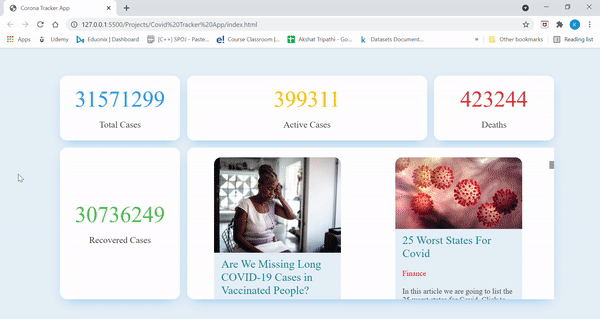 Corona Tracker App
127.0.0.1:5500/Projects/Covid%20Tracker%20App/index.html
Apps
Udemy
Eduonix | Dashboard
[C++] SPOJ - Paste...
Course Classroom |...
Akshat Tripathi - Go...
Datasets Document...
Other bookmarks
Reading list
31571299
Total Cases
399311
Active Cases
423244
Deaths
30736249
Recovered Cases
Are We Missing Long
COVID-19 Cases in
Vaccinated People?
25 Worst States For
Covid
Finance
In this article we are going to list the
25 worst states for Covid. Click to